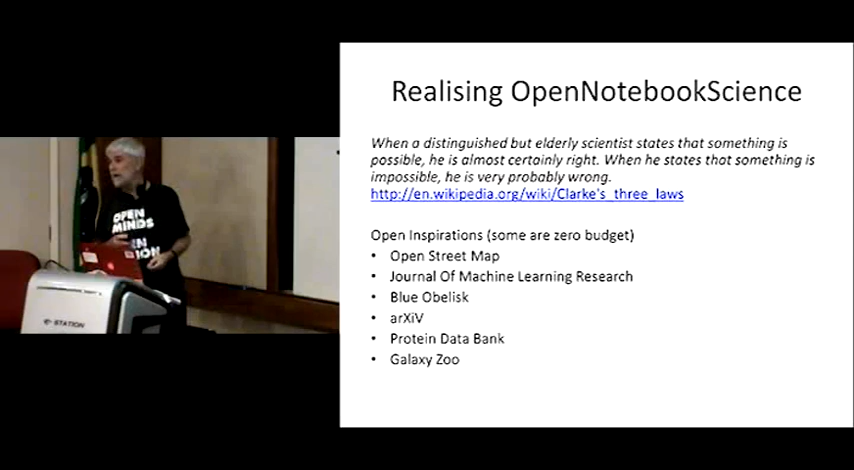 Realising OpenNotebookScience
When a distinguished but elderly scientist states that something is
possible, he is almost certainly right. When he states that something is
impossible, he is very probably wrong.
http://en.wikipedia.org/wiki/Clarke's_three_laws
Open Inspirations (some are zero budget)
• Open Street Map
• Journal Of Machine Learning Research
• Blue Obelisk
• arXiV
• Protein Data Bank
• Galaxy Zoo
OPEN
MINDS
STATION